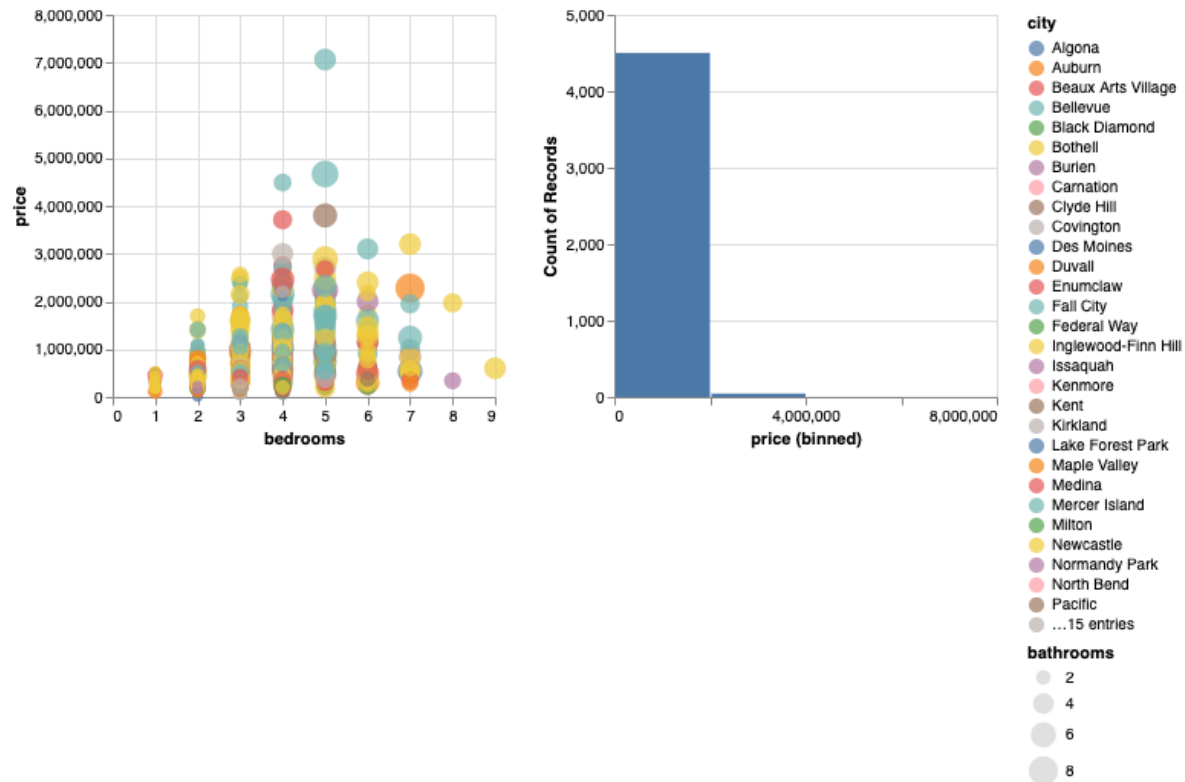 8,000,000
7,000,000
6,000,000
5,000,000
4,000,000
3,000,000
2,000,000
1,000,000
0
price
0 1 2 3 4 5 6 7 8 9
bedrooms
5,000
4,000
3,000
2,000
1,000
0
Count of Records
0 4,000,000 8,000,000
price (binned)
city
Algona
Auburn
Beaux Arts Village
Bellevue
Black Diamond
Bothell
Burien
Carnation
Clyde Hill
Covington
Des Moines
Duvall
Enumclaw
Fall City
Federal Way
Inglewood-Finn Hill
Issaquah
Kenmore
Kent
Kirkland
Lake Forest Park
Maple Valley
Medina
Mercer Island
Milton
Newcastle
Normandy Park
North Bend
Pacific
…15 entries
bathrooms
2
4
6
8